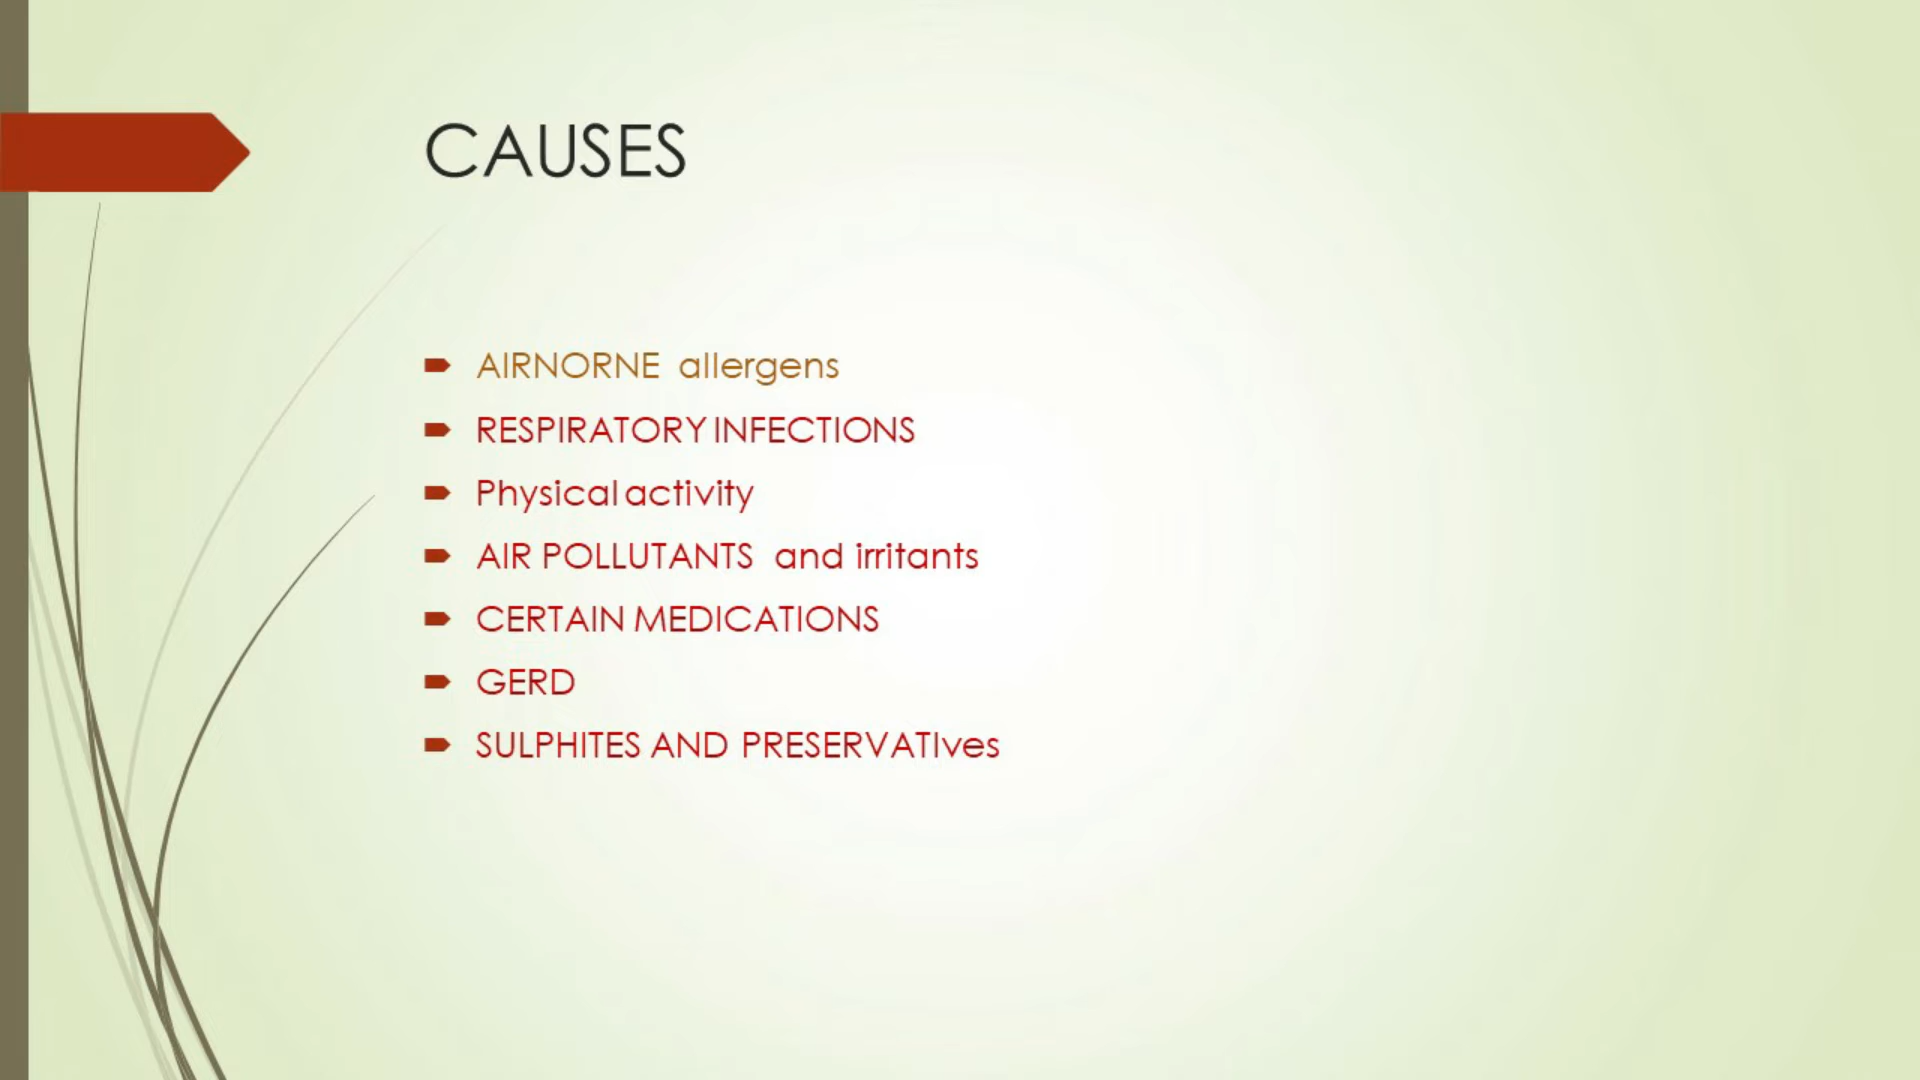 CAUSES
AIRNORNE allergens
RESPIRATORY INFECTIONS
Physical activity
AIR POLLUTANTS and irritants
CERTAIN MEDICATIONS
GERD
SULPHITES AND PRESERVATIves